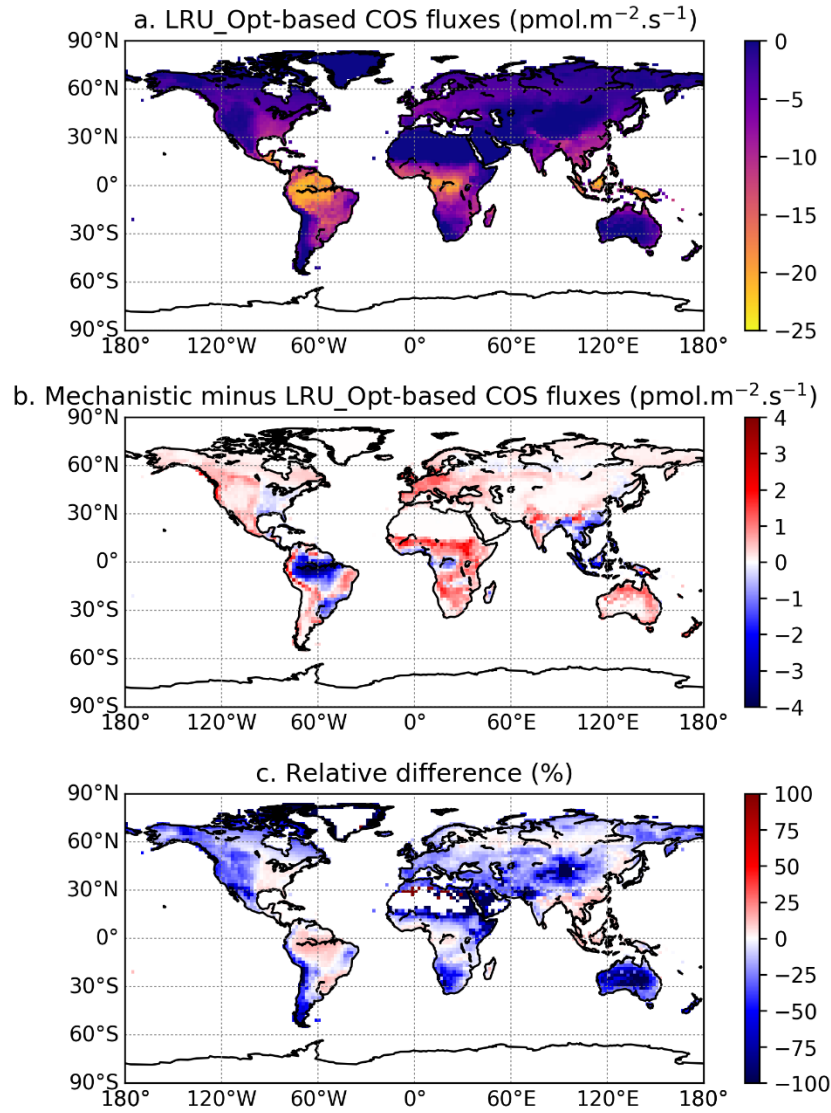 a. LRU_Opt-based COS fluxes (pmol.m⁻².s⁻¹)
90°N
60°N
30°N
0°
30°S
60°S
90°S
180° 120°W 60°W 0° 60°E 120°E 180°
0
−5
−10
−15
−20
−25
b. Mechanistic minus LRU_Opt-based COS fluxes (pmol.m⁻².s⁻¹)
90°N
60°N
30°N
0°
30°S
60°S
90°S
180° 120°W 60°W 0° 60°E 120°E 180°
4
3
2
1
0
−1
−2
−3
−4
c. Relative difference (%)
90°N
60°N
30°N
0°
30°S
60°S
90°S
180° 120°W 60°W 0° 60°E 120°E 180°
100
75
50
25
0
−25
−50
−75
−100